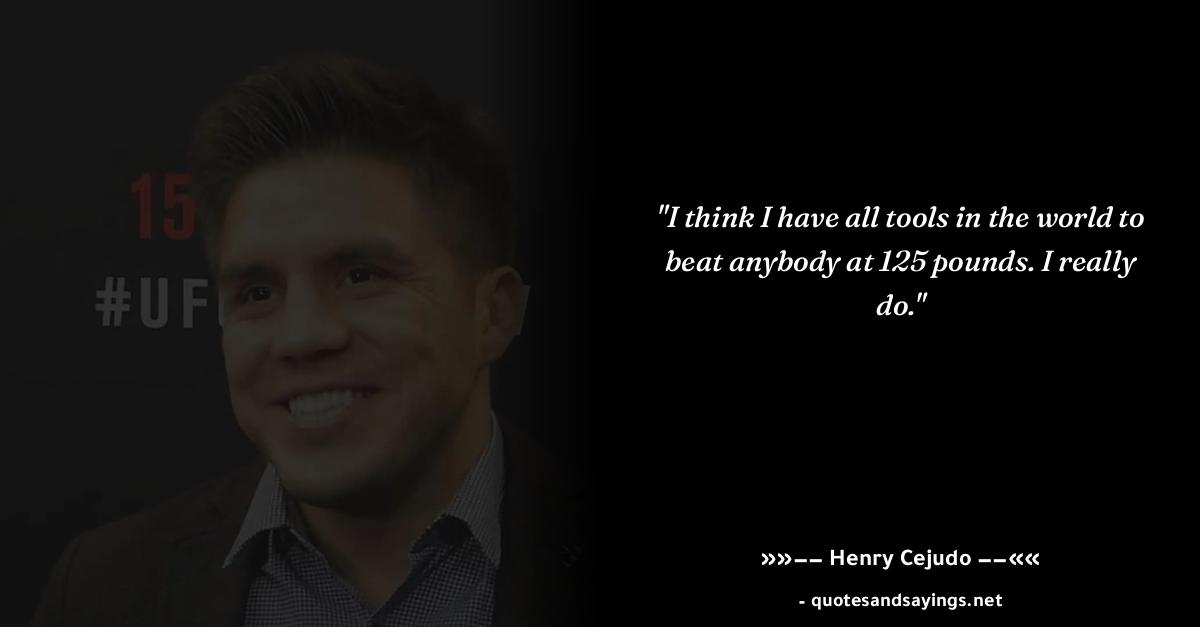 15
#UF
"I think I have all tools in the world to
beat anybody at 125 pounds. I really
do."
»»–– Henry Cejudo ––««
- quotesandsayings.net